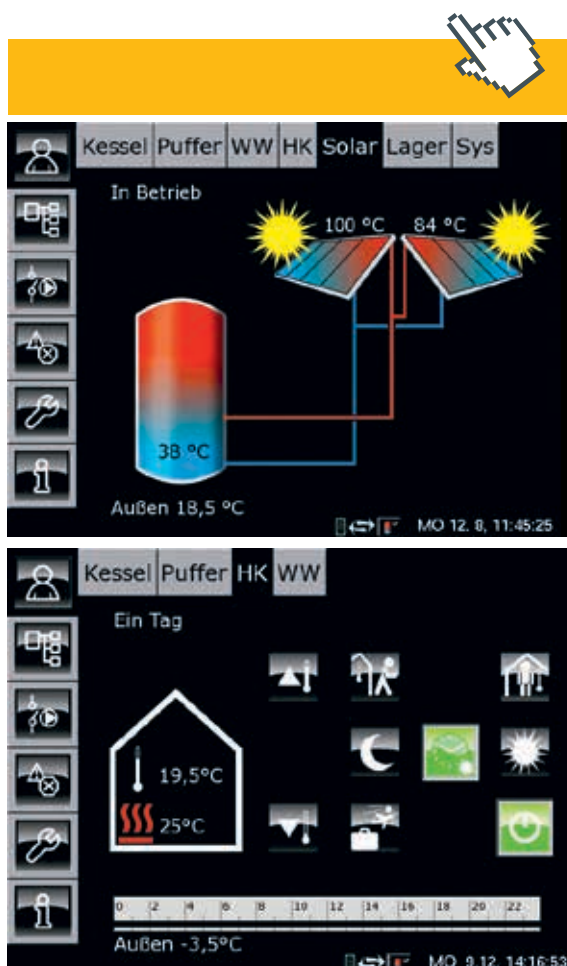 Kessel Puffer WW HK Solar Lager Sys
In Betrieb
100 °C 84 °C
38 °C
Außen 18,5 °C
MO 12. 8, 11:45:25
Kessel Puffer HK WW
Ein Tag
19,5°C
25°C
0 2 4 6 8 10 12 14 16 18 20 22
Außen -3,5°C
MO 9.12, 14:16:53